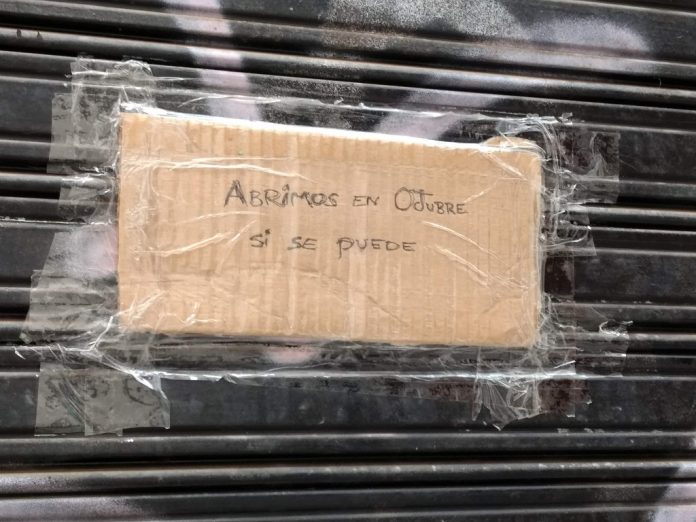 ABRIMOS EN OCTUBRE
SI SE PUEDE